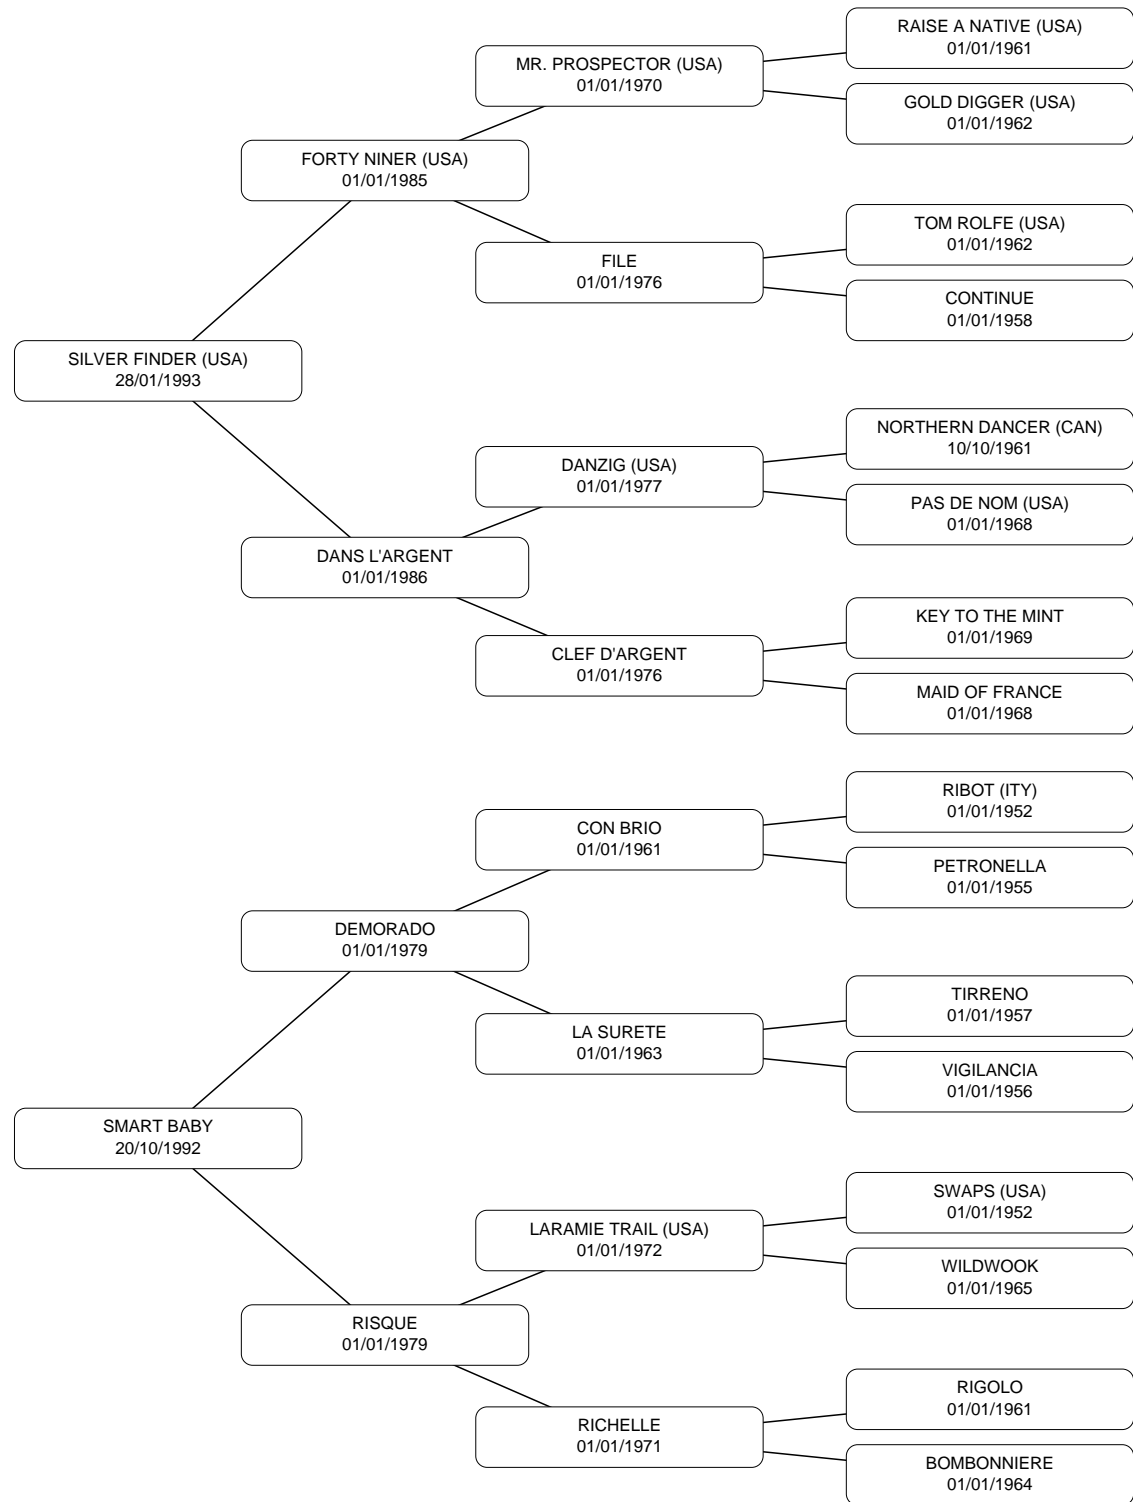 RAISE A NATIVE (USA)
01/01/1961
MR. PROSPECTOR (USA)
01/01/1970
GOLD DIGGER (USA)
01/01/1962
FORTY NINER (USA)
01/01/1985
TOM ROLFE (USA)
01/01/1962
FILE
01/01/1976
CONTINUE
01/01/1958
SILVER FINDER (USA)
28/01/1993
NORTHERN DANCER (CAN)
10/10/1961
DANZIG (USA)
01/01/1977
PAS DE NOM (USA)
01/01/1968
DANS L'ARGENT
01/01/1986
KEY TO THE MINT
01/01/1969
CLEF D'ARGENT
01/01/1976
MAID OF FRANCE
01/01/1968
RIBOT (ITY)
01/01/1952
CON BRIO
01/01/1961
PETRONELLA
01/01/1955
DEMORADO
01/01/1979
TIRRENO
01/01/1957
LA SURETE
01/01/1963
VIGILANCIA
01/01/1956
SMART BABY
20/10/1992
SWAPS (USA)
01/01/1952
LARAMIE TRAIL (USA)
01/01/1972
WILDWOOK
01/01/1965
RISQUE
01/01/1979
RIGOLO
01/01/1961
RICHELLE
01/01/1971
BOMBONNIERE
01/01/1964